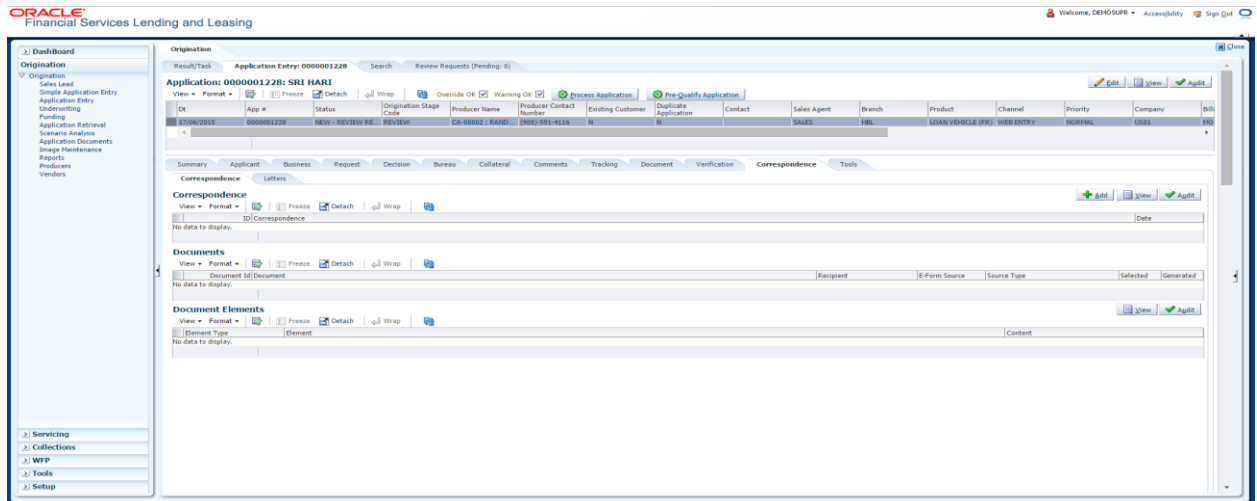 ORACLE
Financial Services Lending and Leasing
Welcome, DEMOSUPR Accessibility Sign Out
Close
DashBoard
Origination
Origination
Sales Lead
Simple Application Entry
Application Entry
Underwriting
Funding
Application Retrieval
Scenario Analysis
Application Documents
Image Maintenance
Reports
Producers
Vendors
Servicing
Collections
WFP
Tools
Setup
Origination
Result/Task Application Entry: 0000001228 Search Review Requests (Pending: 0)
Application: 0000001228: SRI HARI
Edit View Audit
View Format Freeze Detach Wrap Override OK Warning OK Process Application Pre-Qualify Application
Dt App # Status Origination Stage Code Producer Name Producer Contact Number Existing Customer Duplicate Application Contact Sales Agent Branch Product Channel Priority Company Billi
17/06/2015 0000001228 NEW - REVIEW RE... REVIEW CA-00002 : RAND... (909)-591-4116 N N SALES HBL LOAN VEHICLE (FR) WEB ENTRY NORMAL US01 MO
Summary Applicant Business Request Decision Bureau Collateral Comments Tracking Document Verification Correspondence Tools
Correspondence Letters
Correspondence
Add View Audit
View Format Freeze Detach Wrap
ID Correspondence Date
No data to display.
Documents
View Format Freeze Detach Wrap
Document Id Document Recipient E-Form Source Source Type Selected Generated
No data to display.
Document Elements
View Audit
View Format Freeze Detach Wrap
Element Type Element Content
No data to display.